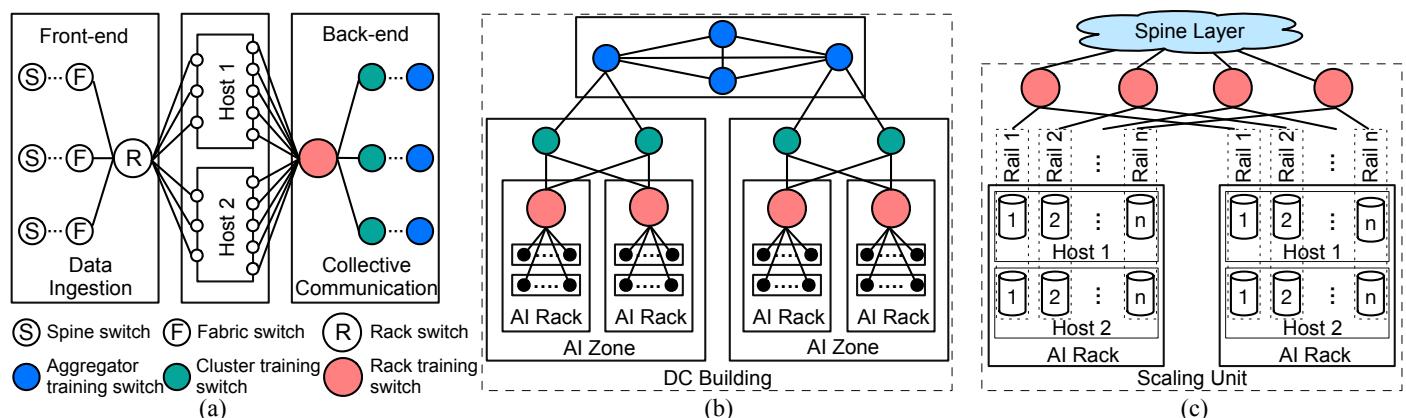 Front-end
Back-end
S
F
S
F
S
F
R
Host 1
Host 2
Data
Ingestion
Collective
Communication
S Spine switch
F Fabric switch
R Rack switch
Aggregator
training switch
Cluster training
switch
Rack training
switch
(a)
AI Rack
AI Rack
AI Rack
AI Rack
AI Zone
AI Zone
DC Building
(b)
Spine Layer
Rail 1
Rail 2
...
Rail n
Rail 1
Rail 2
...
Rail n
1
2
...
n
1
2
...
n
Host 1
Host 1
1
2
...
n
1
2
...
n
Host 2
Host 2
AI Rack
AI Rack
Scaling Unit
(c)